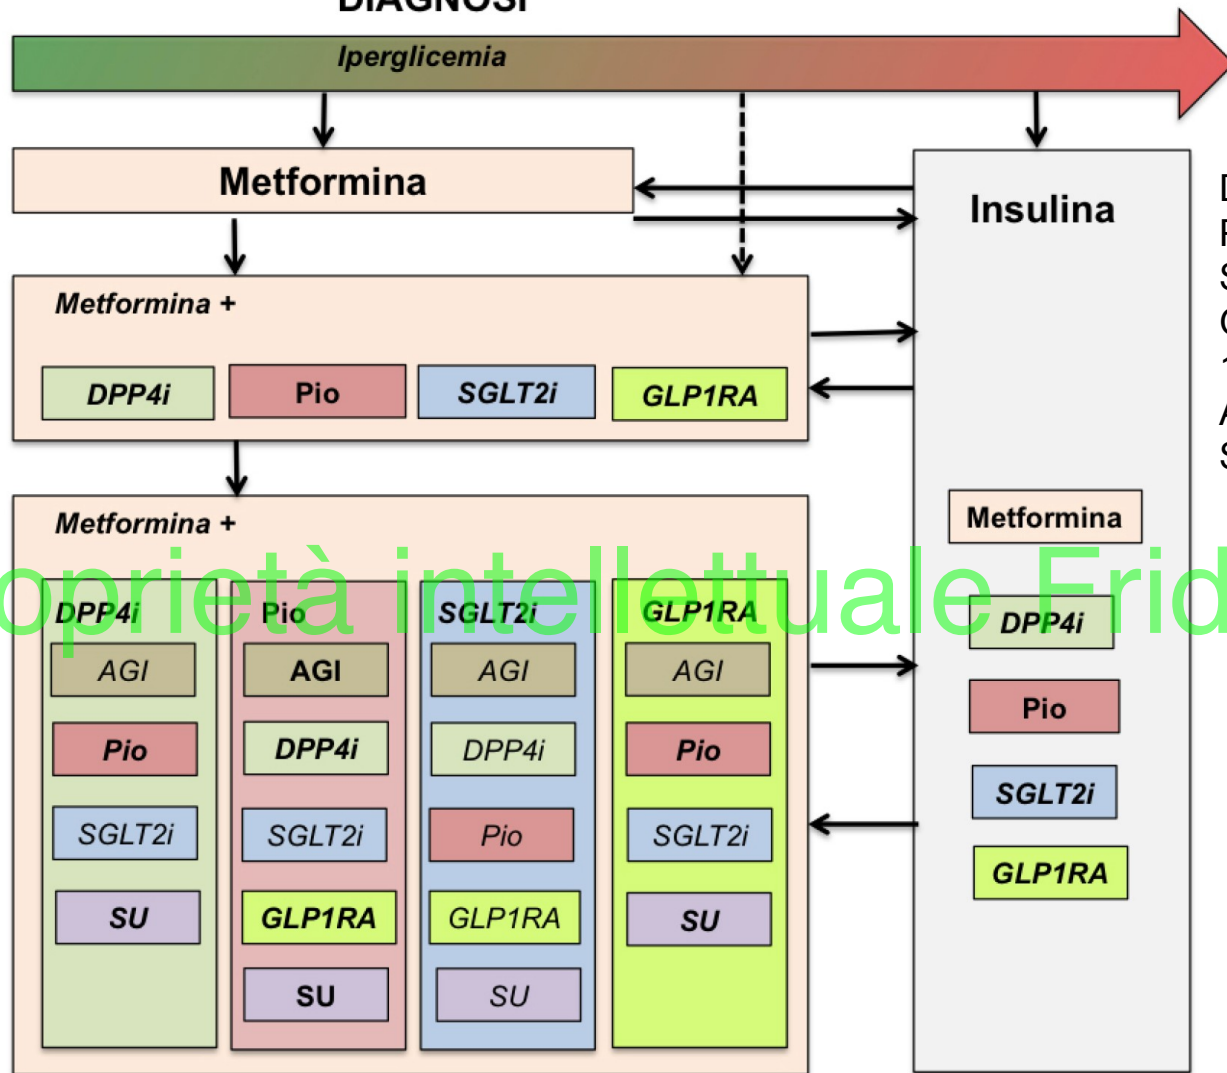 DIAGNOSI
Iperglicemia
Metformina
Insulina
Metformina +
DPP4i Pio SGLT2i GLP1RA
Metformina +
DPP4i
AGI
Pio
SGLT2i
SU
Pio
AGI
DPP4i
SGLT2i
GLP1RA
SU
SGLT2i
AGI
DPP4i
Pio
GLP1RA
SU
GLP1RA
AGI
Pio
SGLT2i
SU
Metformina
DPP4i
Pio
SGLT2i
GLP1RA
oprietà intellettuale Frid